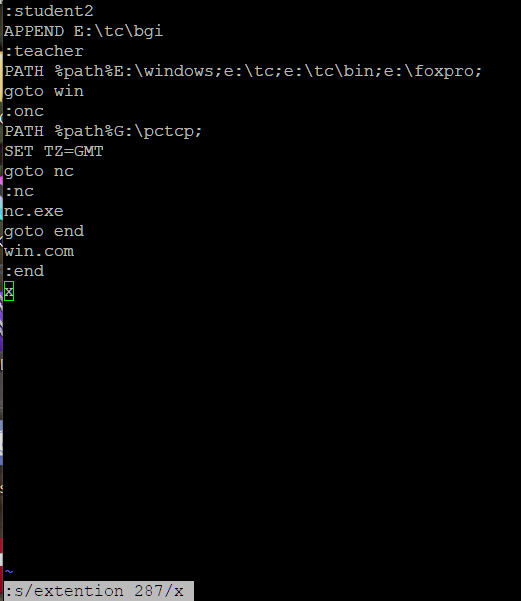 :student2
APPEND E:\tc\bgi
:teacher
PATH %path%E:\windows;e:\tc;e:\tc\bin;e:\foxpro;
goto win
:onc
PATH %path%G:\pctcp;
SET TZ=GMT
goto nc
:nc
nc.exe
goto end
win.com
:end
x
~
:s/extention 287/x